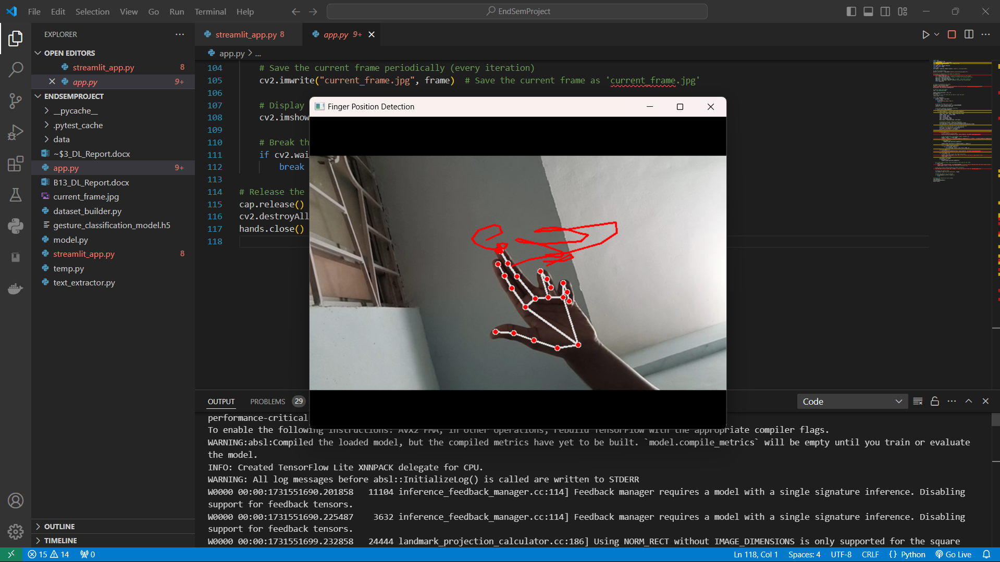 File Edit Selection View Go Run Terminal Help
EndSemProject
EXPLORER
OPEN EDITORS
streamlit_app.py 8
app.py 9+
ENDSEMPROJECT
__pycache__
.pytest_cache
data
~$3_DL_Report.docx
app.py 9+
B13_DL_Report.docx
current_frame.jpg
dataset_builder.py
gesture_classification_model.h5
model.py
streamlit_app.py 8
temp.py
text_extractor.py
OUTLINE
TIMELINE
streamlit_app.py 8
app.py 9+
app.py > ...
104 # Save the current frame periodically (every iteration)
105 cv2.imwrite("current_frame.jpg", frame) # Save the current frame as 'current_frame.jpg'
106
107 # Display
108 cv2.imshow
109
110 # Break th
111 if cv2.wai
112 break
113
114 # Release the
115 cap.release()
116 cv2.destroyAll
117 hands.close()
118
Finger Position Detection
OUTPUT PROBLEMS 29
Code
performance-critical
To enable the following instructions: AVX2 FMA, in other operations, rebuild TensorFlow with the appropriate compiler flags.
WARNING:absl:Compiled the loaded model, but the compiled metrics have yet to be built. `model.compile_metrics` will be empty until you train or evaluate
the model.
INFO: Created TensorFlow Lite XNNPACK delegate for CPU.
WARNING: All log messages before absl::InitializeLog() is called are written to STDERR
W0000 00:00:1731551690.201858 11104 inference_feedback_manager.cc:114] Feedback manager requires a model with a single signature inference. Disabling
support for feedback tensors.
W0000 00:00:1731551690.225487 3632 inference_feedback_manager.cc:114] Feedback manager requires a model with a single signature inference. Disabling
support for feedback tensors.
W0000 00:00:1731551699.232858 24444 landmark_projection_calculator.cc:186] Using NORM_RECT without IMAGE_DIMENSIONS is only supported for the square
15 14 0
Ln 118, Col 1 Spaces: 4 UTF-8 CRLF {} Python Go Live